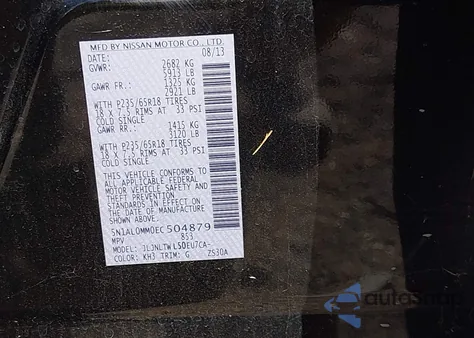 MFD BY NISSAN MOTOR CO., LTD.
DATE: 08/13
GVWR: 2682 KG
5913 LB
GAWR FR: 1325 KG
2921 LB
WITH P235/65R18 TIRES
18 X 7.5 RIMS AT 33 PSI
COLD SINGLE
GAWR RR: 1415 KG
3120 LB
WITH P235/65R18 TIRES
18 X 7.5 RIMS AT 33 PSI
COLD SINGLE
THIS VEHICLE CONFORMS TO
ALL APPLICABLE FEDERAL
MOTOR VEHICLE SAFETY AND
THEFT PREVENTION
STANDARDS IN EFFECT ON
THE DATE OF MANUFACTURE
SHOWN ABOVE.
5N1AL0MM0EC504879
MPV 853
MODEL: JLJNLTWL50EU7CA-
COLOR: KH3 TRIM: G ZS30A
autoSnap